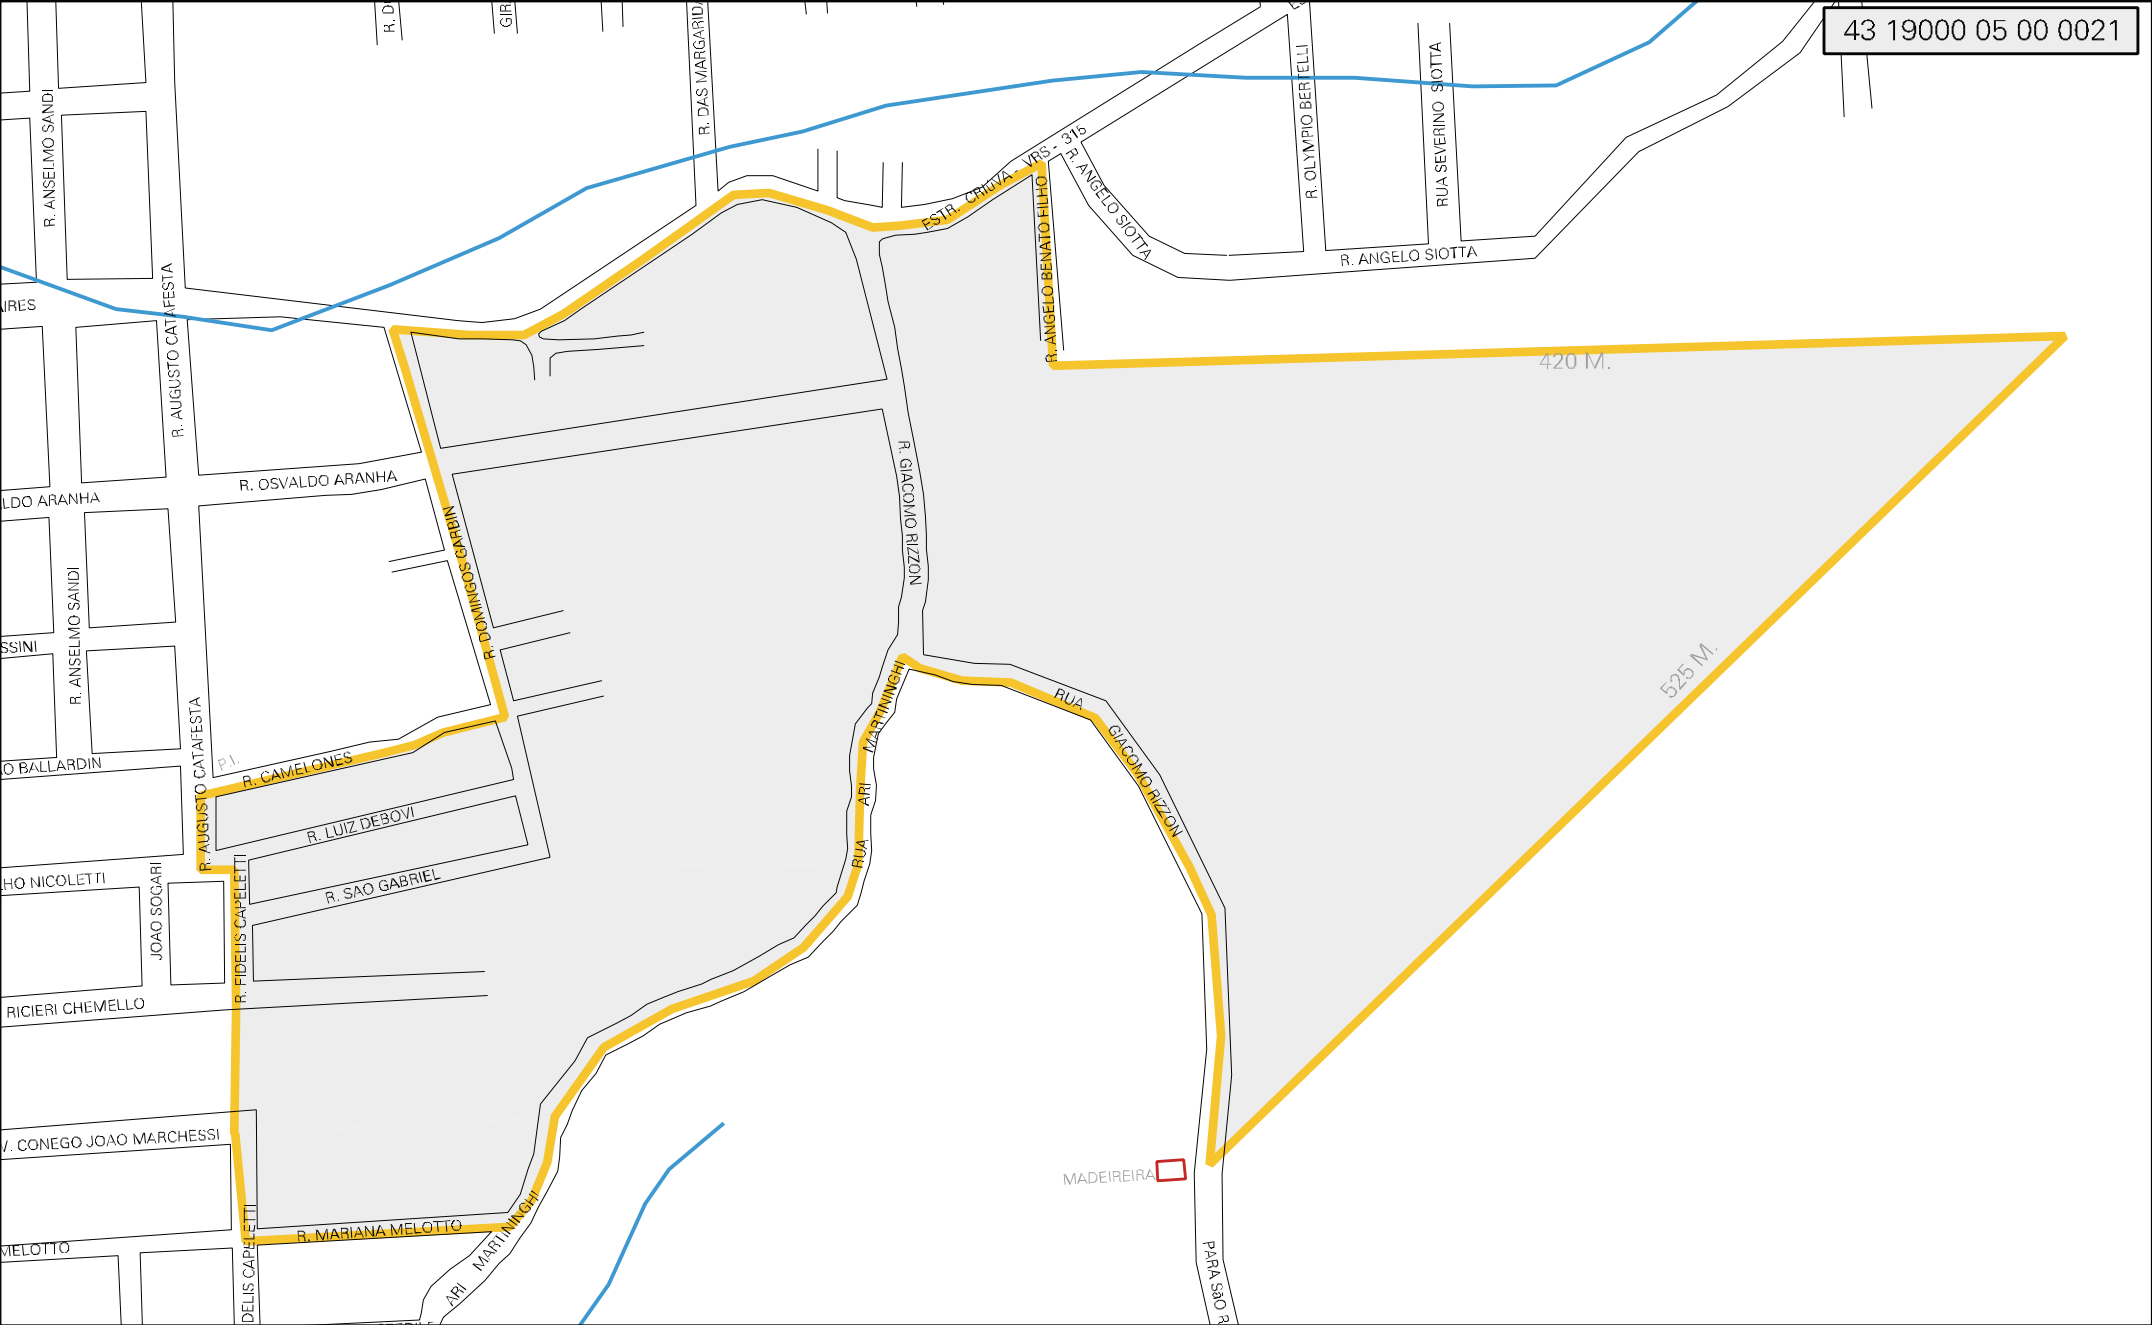 43 19000 05 00 0021
R. DAS MARGARIDA
R. ANSELMO SANDI
R. OLYMPIO BERTELLI
RUA SEVERINO SIOTTA
ESTR. CRIUVA - VRS - 315
R. ANGELO SIOTTA
R. ANGELO SIOTTA
R. ANGELO BENATO FILHO
R. AUGUSTO CATAFESTA
AIRES
420 M.
R. OSVALDO ARANHA
LDO ARANHA
R. GIACOMO RIZZON
R. DOMINGOS GARBIN
R. ANSELMO SANDI
SSINI
525 M.
RUA GIACOMO RIZZON
RUA ARI MARTININGHI
R. AUGUSTO CATAFESTA
P.I.
R. CAMELONES
O BALLARDIN
R. LUIZ DEBOVI
R. SAO GABRIEL
HO NICOLETTI
JOAO SOGARI
R. FIDELIS CAPELETTI
RICIERI CHEMELLO
V. CONEGO JOAO MARCHESSI
MADEIREIRA
R. MARIANA MELOTTO
MELOTTO
DELIS CAPELETTI
ARI MARTININGHI
PARA SãO R